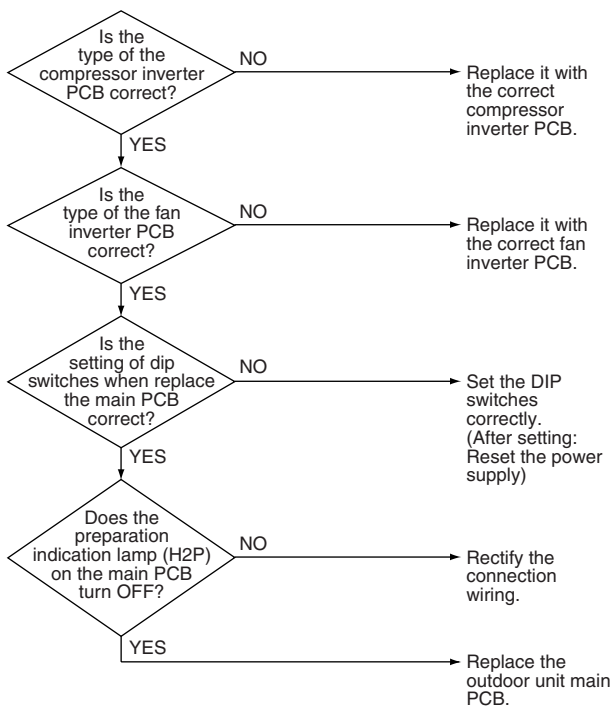 Is the
type of the
compressor inverter
PCB correct?
NO
Replace it with
the correct
compressor
inverter PCB.
YES
Is the
type of the fan
inverter PCB
correct?
NO
Replace it with
the correct fan
inverter PCB.
YES
Is the
setting of dip
switches when replace
the main PCB
correct?
NO
Set the DIP
switches
correctly.
(After setting:
Reset the power
supply)
YES
Does the
preparation
indication lamp (H2P)
on the main PCB
turn OFF?
NO
Rectify the
connection
wiring.
YES
Replace the
outdoor unit main
PCB.